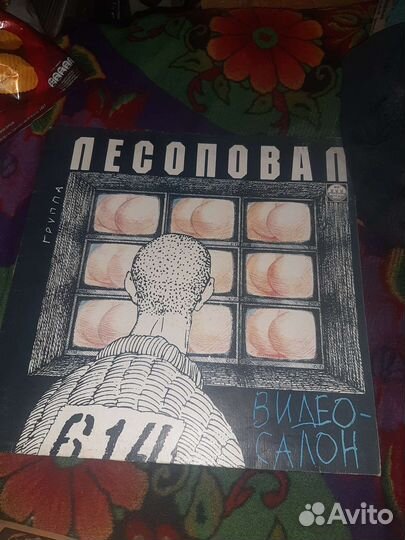 ЛЕСОПОВАЛ
ГРУППА
614
ВИДЕО-
САЛОН
Avito